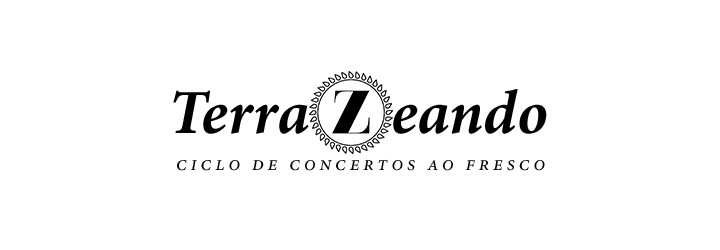 TerraZeando
CICLO DE CONCERTOS AO FRESCO